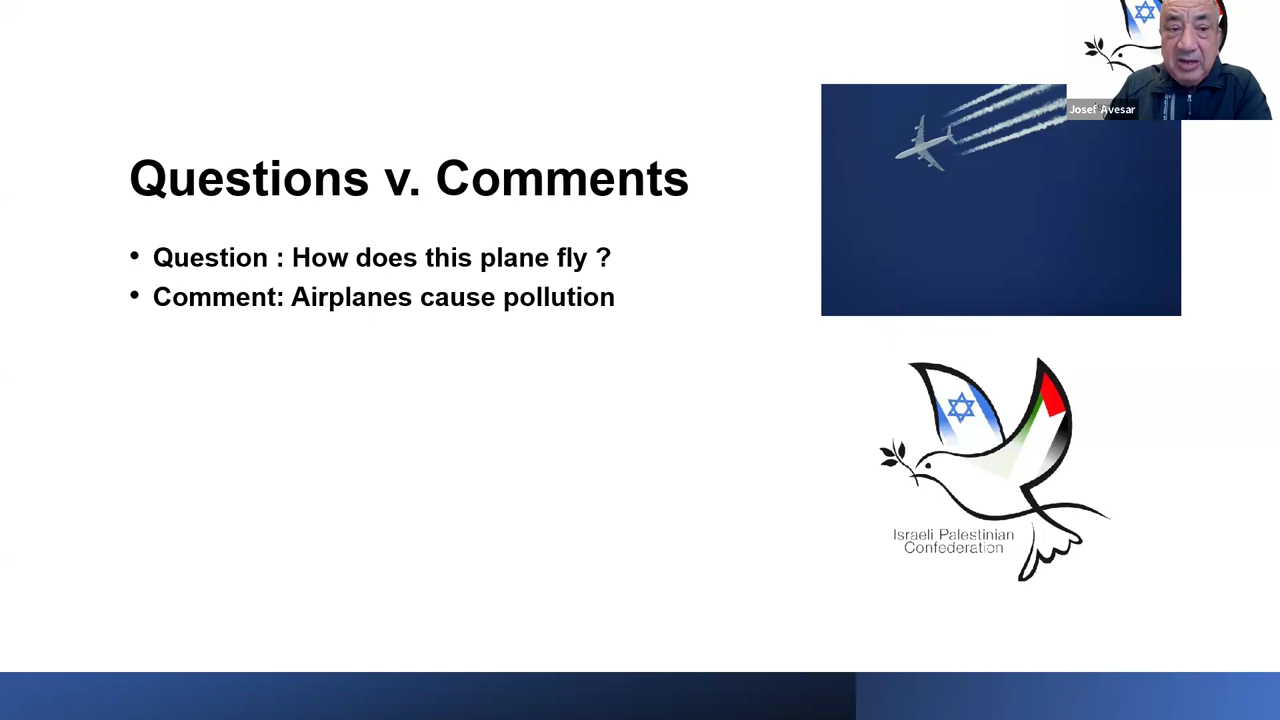 Josef Avesar
Questions v. Comments
• Question : How does this plane fly ?
• Comment: Airplanes cause pollution
Israeli Palestinian
Confederation